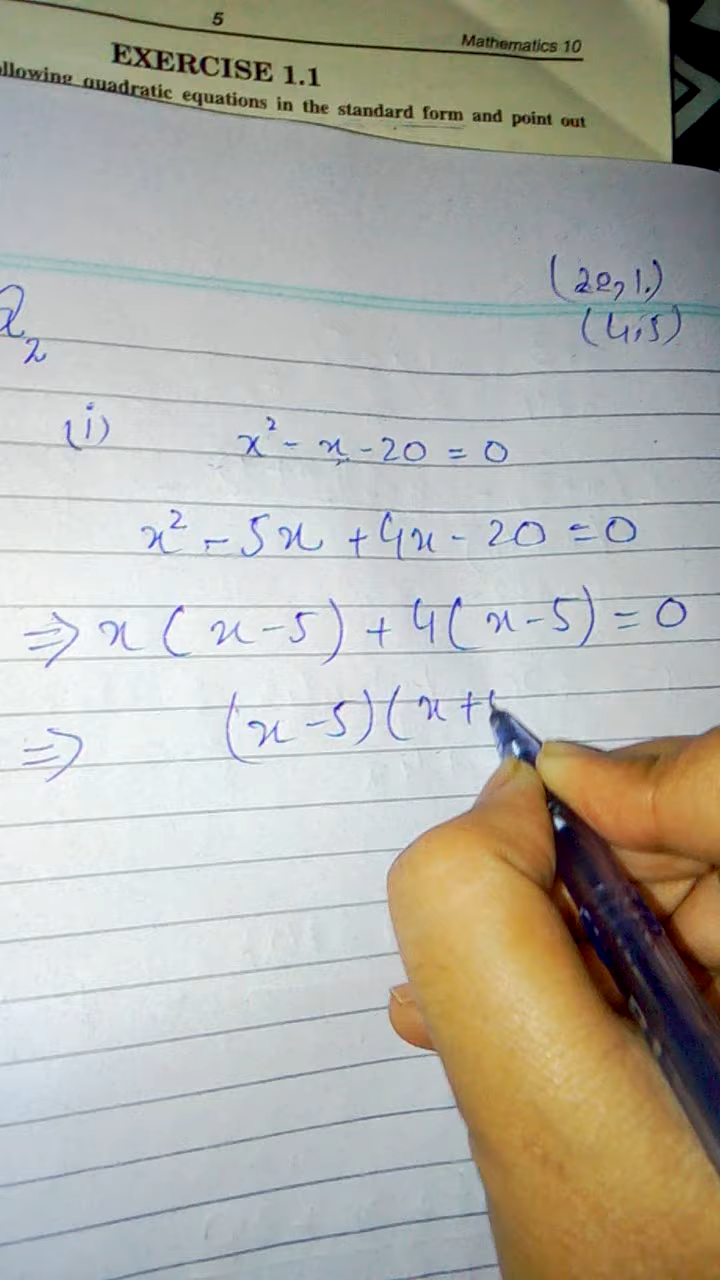 5
Mathematics 10
EXERCISE 1.1
quadratic equations in the standard form and point out
(20,1.)
(4,5)
Q2
(i) x² - x - 20 = 0
x² - 5x + 4x - 20 = 0
⇒ x(x-5) + 4(x-5) = 0
⇒ (x-5)(x+